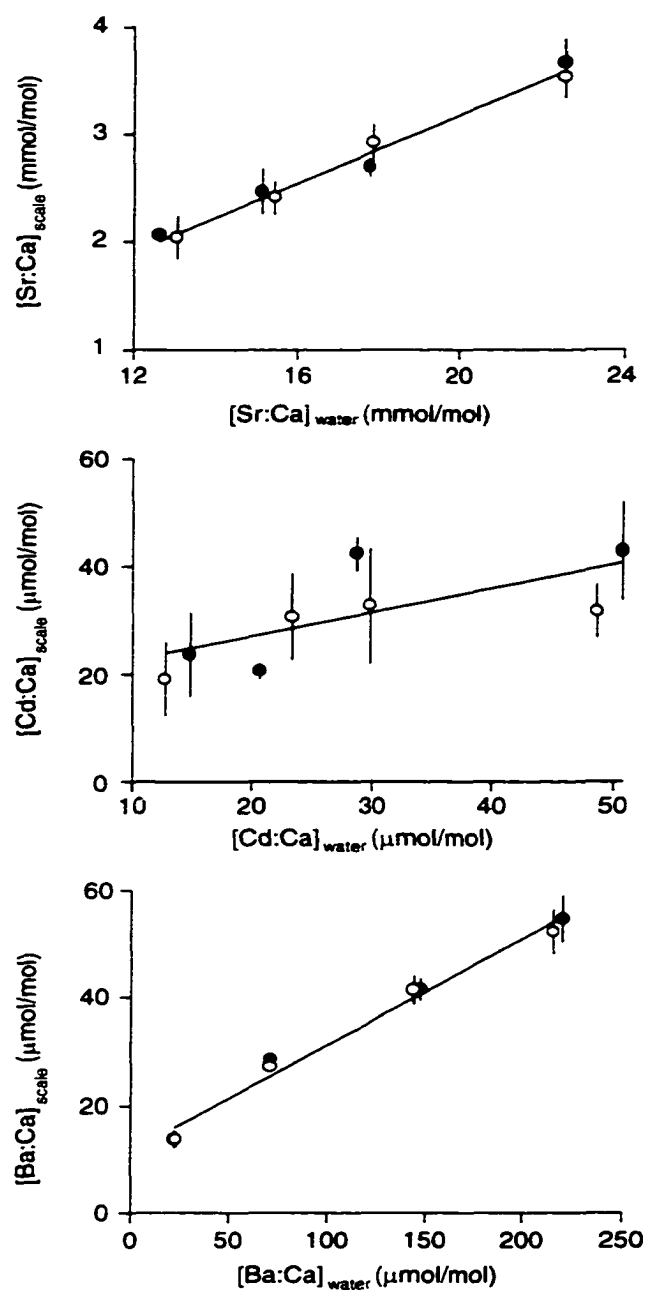 [Sr:Ca]scale (mmol/mol)
4
3
2
1
12 16 20 24
[Sr:Ca]water (mmol/mol)
[Cd:Ca]scale (μmol/mol)
60
40
20
0
10 20 30 40 50
[Cd:Ca]water (μmol/mol)
[Ba:Ca]scale (μmol/mol)
60
40
20
0
0 50 100 150 200 250
[Ba:Ca]water (μmol/mol)